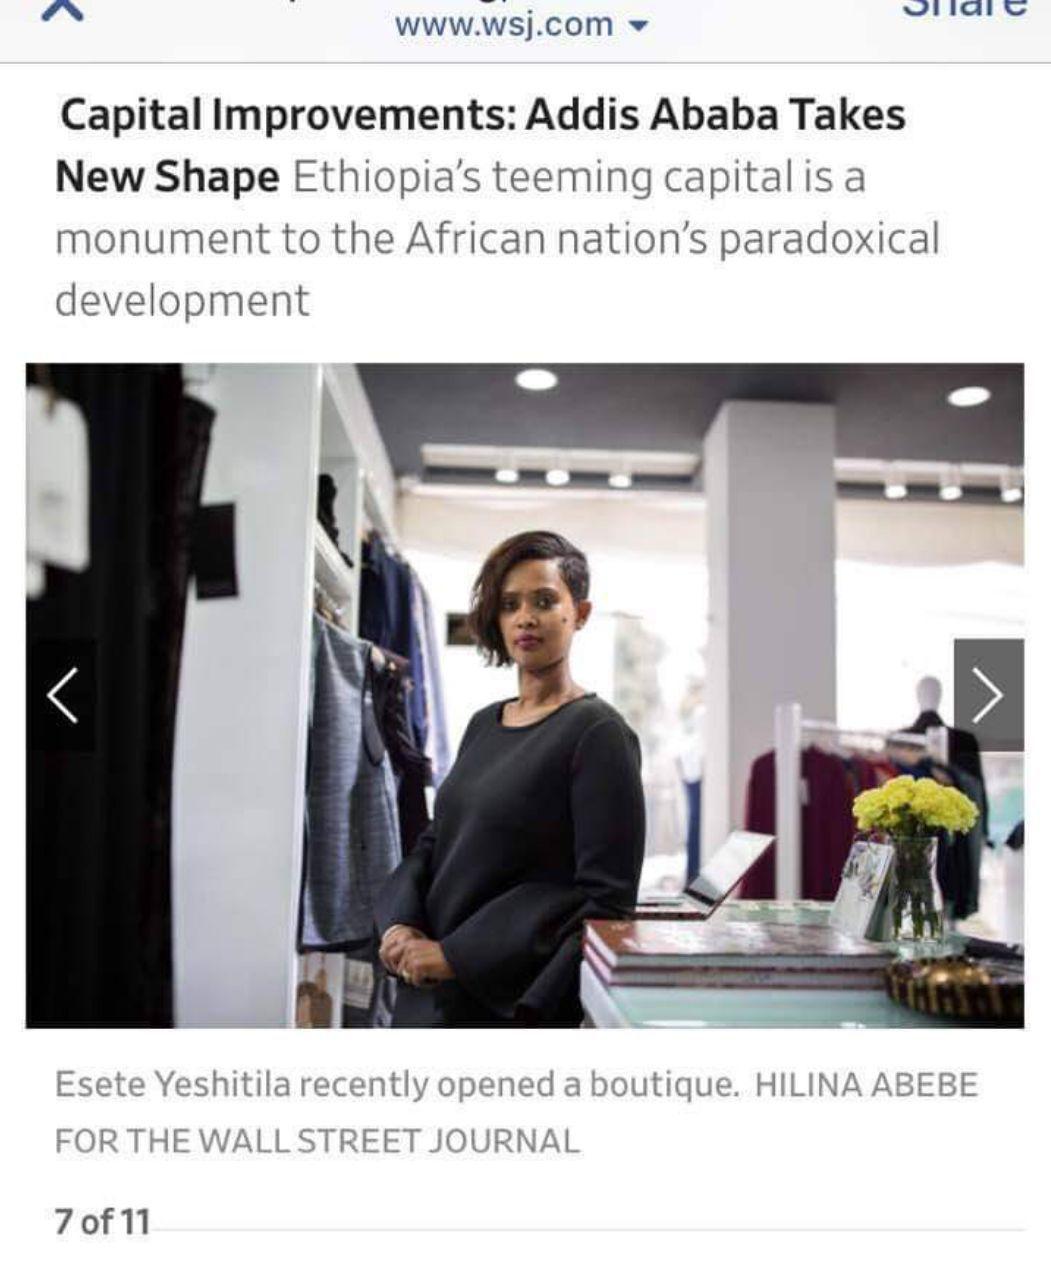 www.wsj.com
Share
Capital Improvements: Addis Ababa Takes
New Shape Ethiopia's teeming capital is a
monument to the African nation's paradoxical
development
Esete Yeshitila recently opened a boutique. HILINA ABEBE
FOR THE WALL STREET JOURNAL
7 of 11